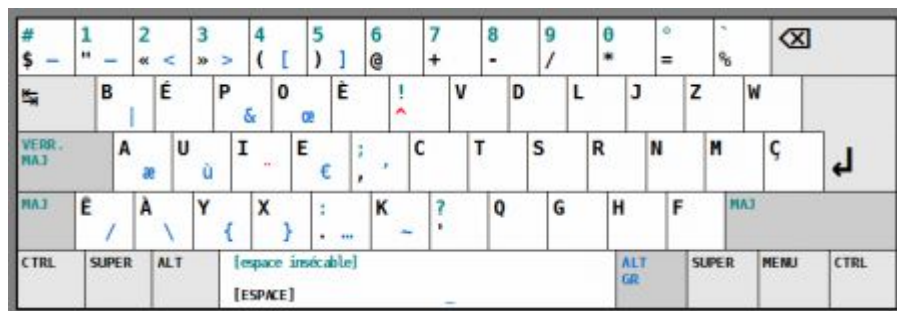 # 1 2 3 4 5 6 7 8 9 0 ° `
$ – " — « < » > ( [ ) ] @ + - / * = %
B É P O È ! V D L J Z W
| & œ ^
VERR. MAJ A U I E ; C T S R N M Ç
æ ù ¨ € , ’
MAJ Ê À Y X : K ? Q G H F MAJ
/ \ { } . … ~ '
CTRL SUPER ALT [espace insécable] ALT GR SUPER MENU CTRL
[ESPACE] _